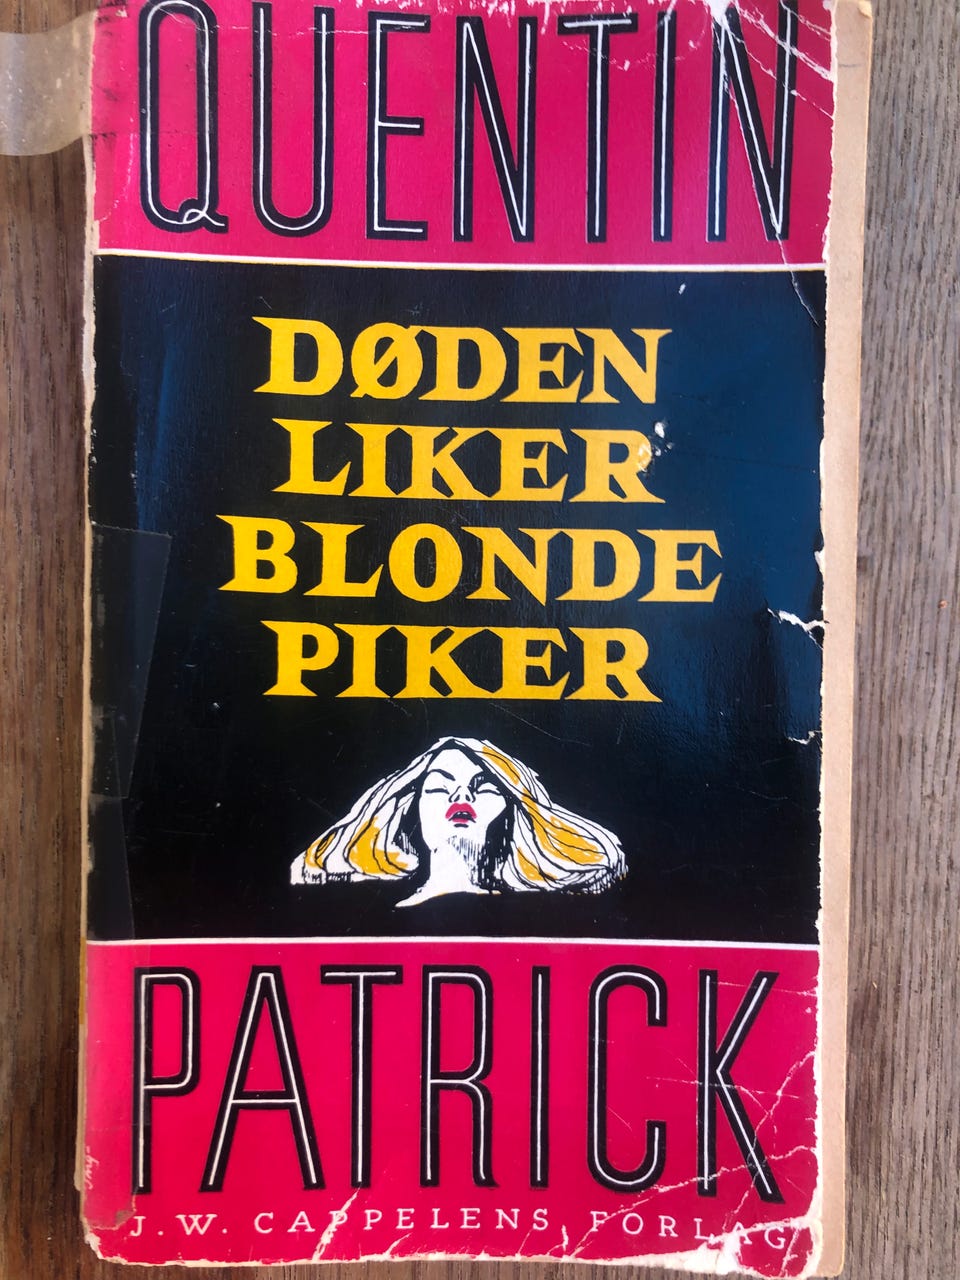 QUENTIN
DØDEN
LIKER
BLONDE
PIKER
PATRICK
J.W. CAPPELENS FORLAG